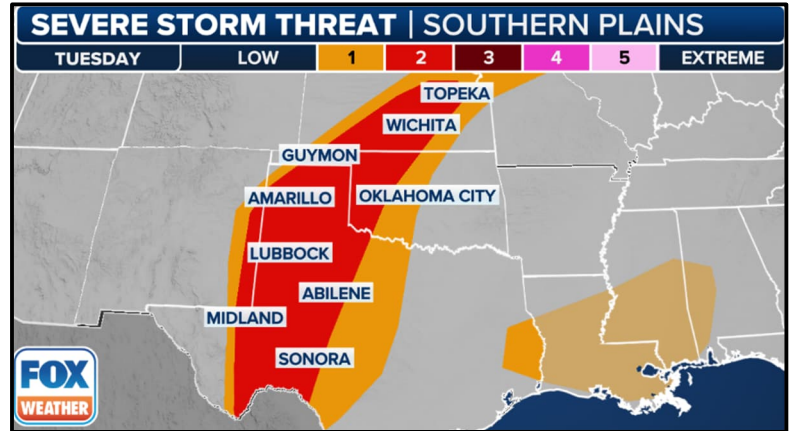 SEVERE STORM THREAT | SOUTHERN PLAINS
TUESDAY LOW 1 2 3 4 5 EXTREME
TOPEKA
WICHITA
GUYMON
AMARILLO
OKLAHOMA CITY
LUBBOCK
ABILENE
MIDLAND
SONORA
FOX
WEATHER